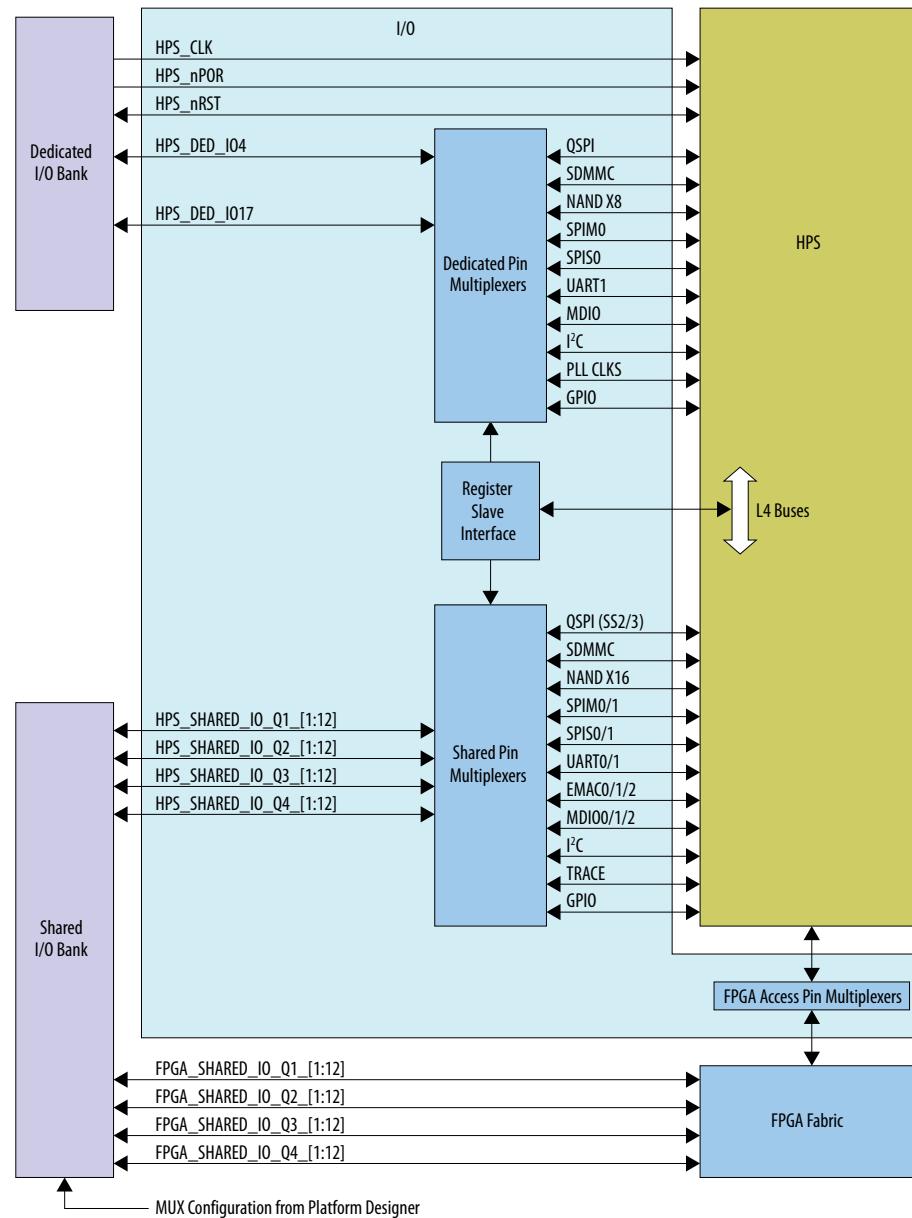 I/O
HPS_CLK
HPS_nPOR
HPS_nRST
Dedicated
I/O Bank
HPS_DED_IO4
HPS_DED_IO17
Dedicated Pin
Multiplexers
QSPI
SDMMC
NAND X8
SPIM0
SPIS0
UART1
MDIO
I²C
PLL CLKS
GPIO
HPS
Register
Slave
Interface
L4 Buses
Shared
I/O Bank
HPS_SHARED_IO_Q1_[1:12]
HPS_SHARED_IO_Q2_[1:12]
HPS_SHARED_IO_Q3_[1:12]
HPS_SHARED_IO_Q4_[1:12]
Shared Pin
Multiplexers
QSPI (SS2/3)
SDMMC
NAND X16
SPIM0/1
SPIS0/1
UART0/1
EMAC0/1/2
MDIO0/1/2
I²C
TRACE
GPIO
FPGA Access Pin Multiplexers
FPGA_SHARED_IO_Q1_[1:12]
FPGA_SHARED_IO_Q2_[1:12]
FPGA_SHARED_IO_Q3_[1:12]
FPGA_SHARED_IO_Q4_[1:12]
FPGA Fabric
MUX Configuration from Platform Designer